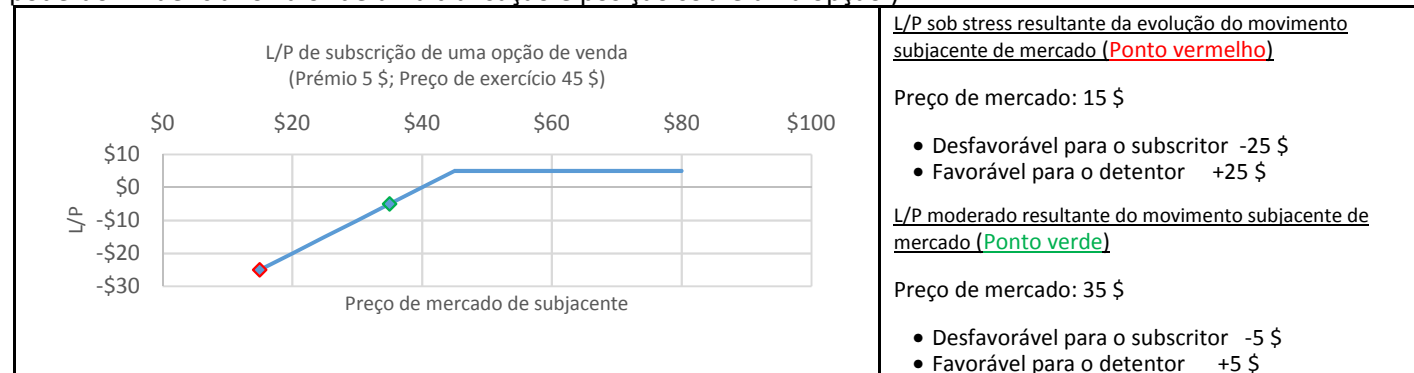 L/P de subscrição de uma opção de venda
(Prémio 5 $; Preço de exercício 45 $)
$0 $20 $40 $60 $80 $100
$10
$0
-$10
-$20
-$30
L/P
Preço de mercado de subjacente
L/P sob stress resultante da evolução do movimento
subjacente de mercado (Ponto vermelho)
Preço de mercado: 15 $
• Desfavorável para o subscritor -25 $
• Favorável para o detentor +25 $
L/P moderado resultante do movimento subjacente de
mercado (Ponto verde)
Preço de mercado: 35 $
• Desfavorável para o subscritor -5 $
• Favorável para o detentor +5 $